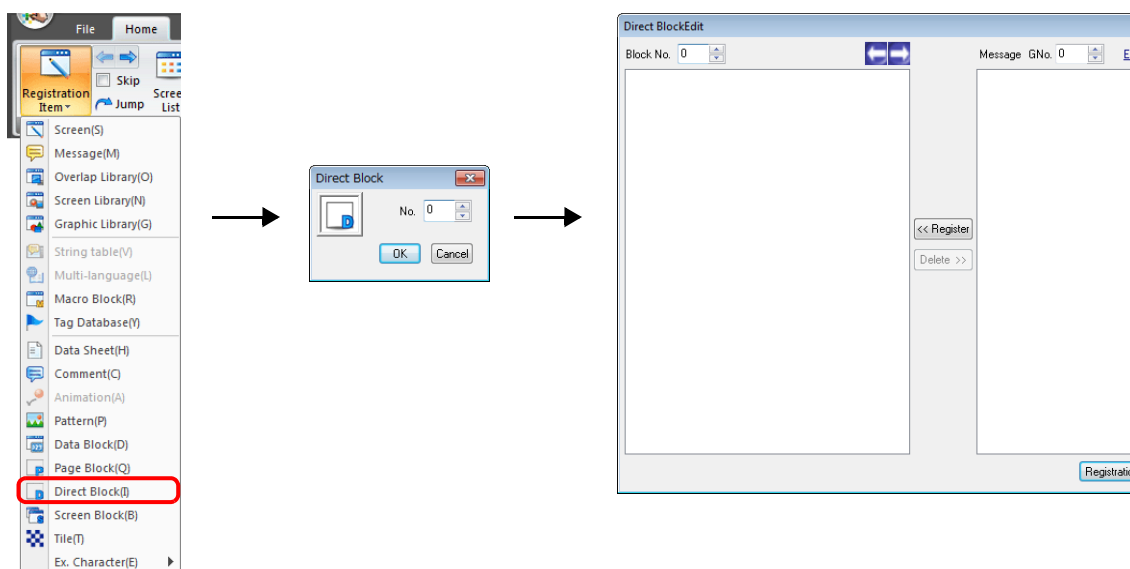 File Home
Registration
Item
Skip
Jump
List
Screen(S)
Message(M)
Overlap Library(O)
Screen Library(N)
Graphic Library(G)
String table(V)
Multi-language(L)
Macro Block(R)
Tag Database(Y)
Data Sheet(H)
Comment(C)
Animation(A)
Pattern(P)
Data Block(D)
Page Block(Q)
Direct Block(I)
Screen Block(B)
Tile(T)
Ex. Character(E)
Direct Block
No. 0
OK Cancel
Direct BlockEdit
Block No. 0 Message GNo. 0
<< Register
Delete >>